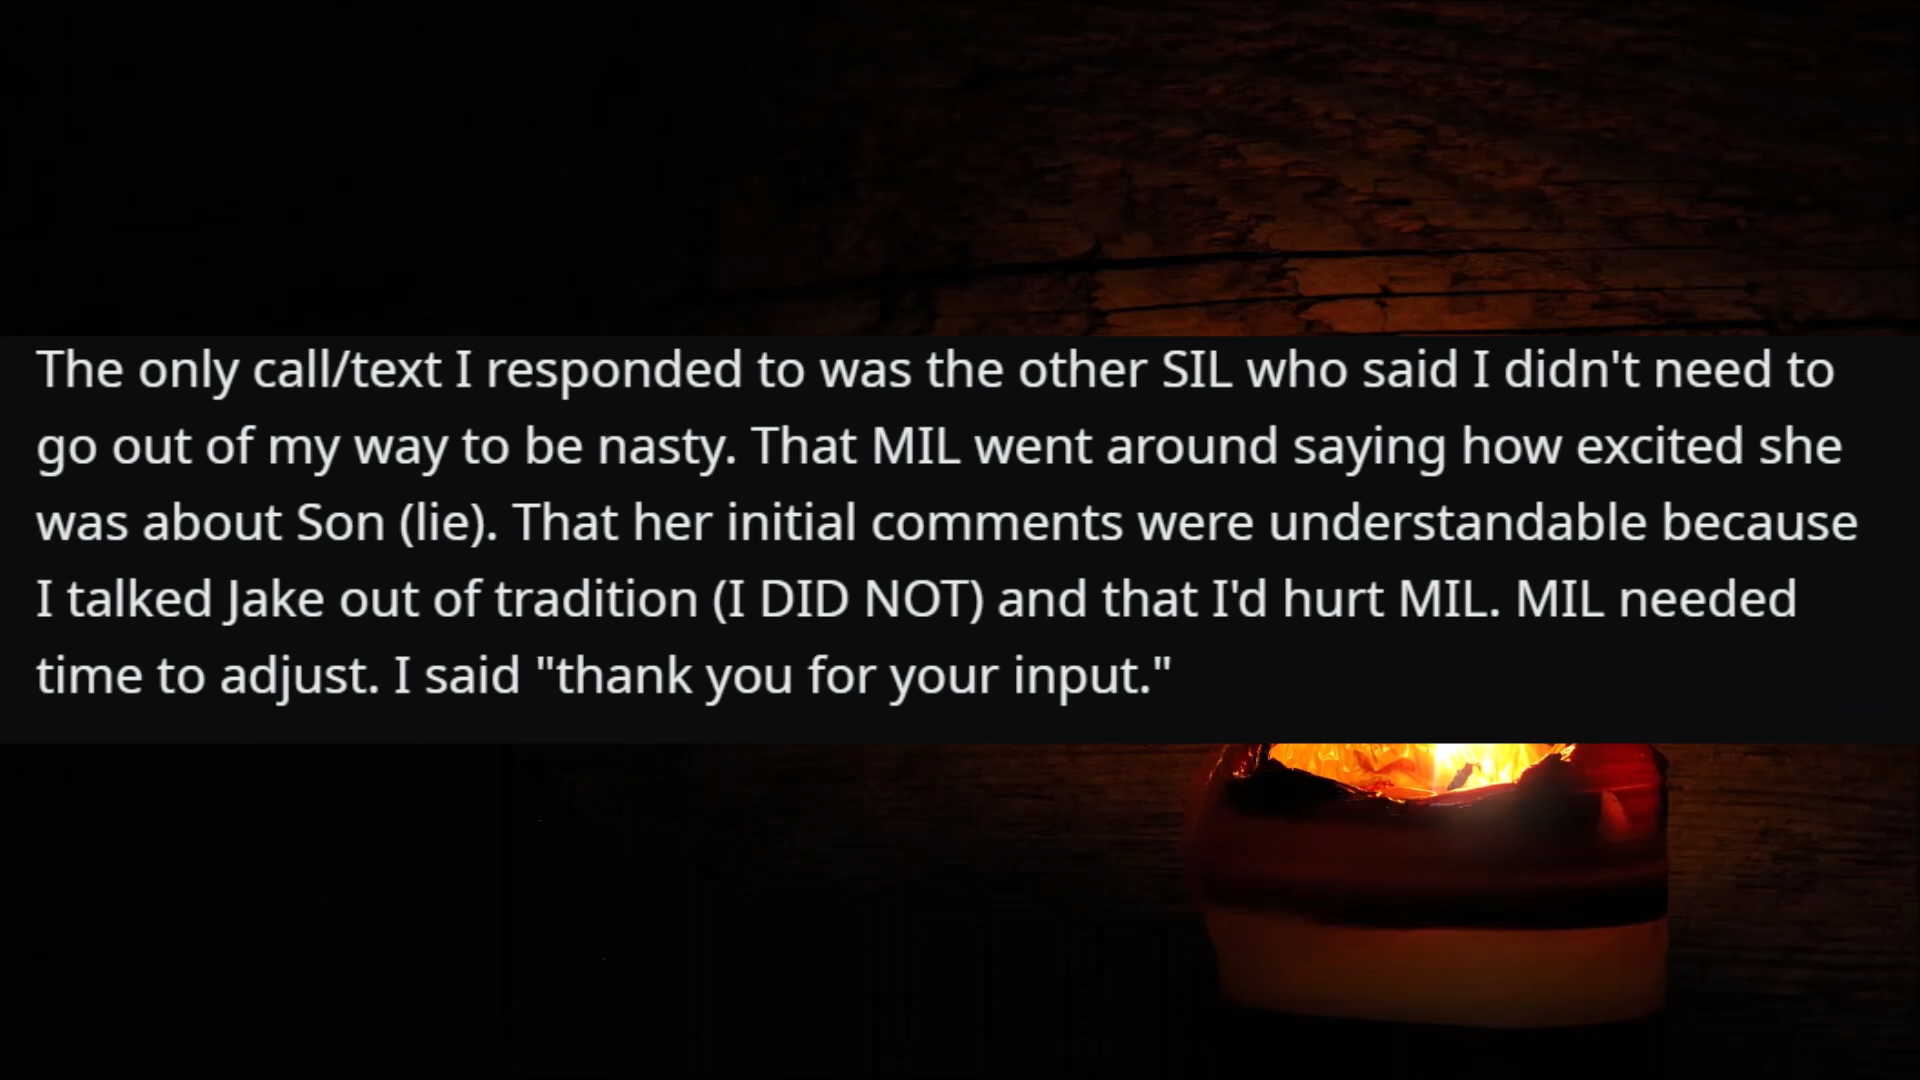 The only call/text I responded to was the other SIL who said I didn't need to
go out of my way to be nasty. That MIL went around saying how excited she
was about Son (lie). That her initial comments were understandable because
I talked Jake out of tradition (I DID NOT) and that I'd hurt MIL. MIL needed
time to adjust. I said "thank you for your input."